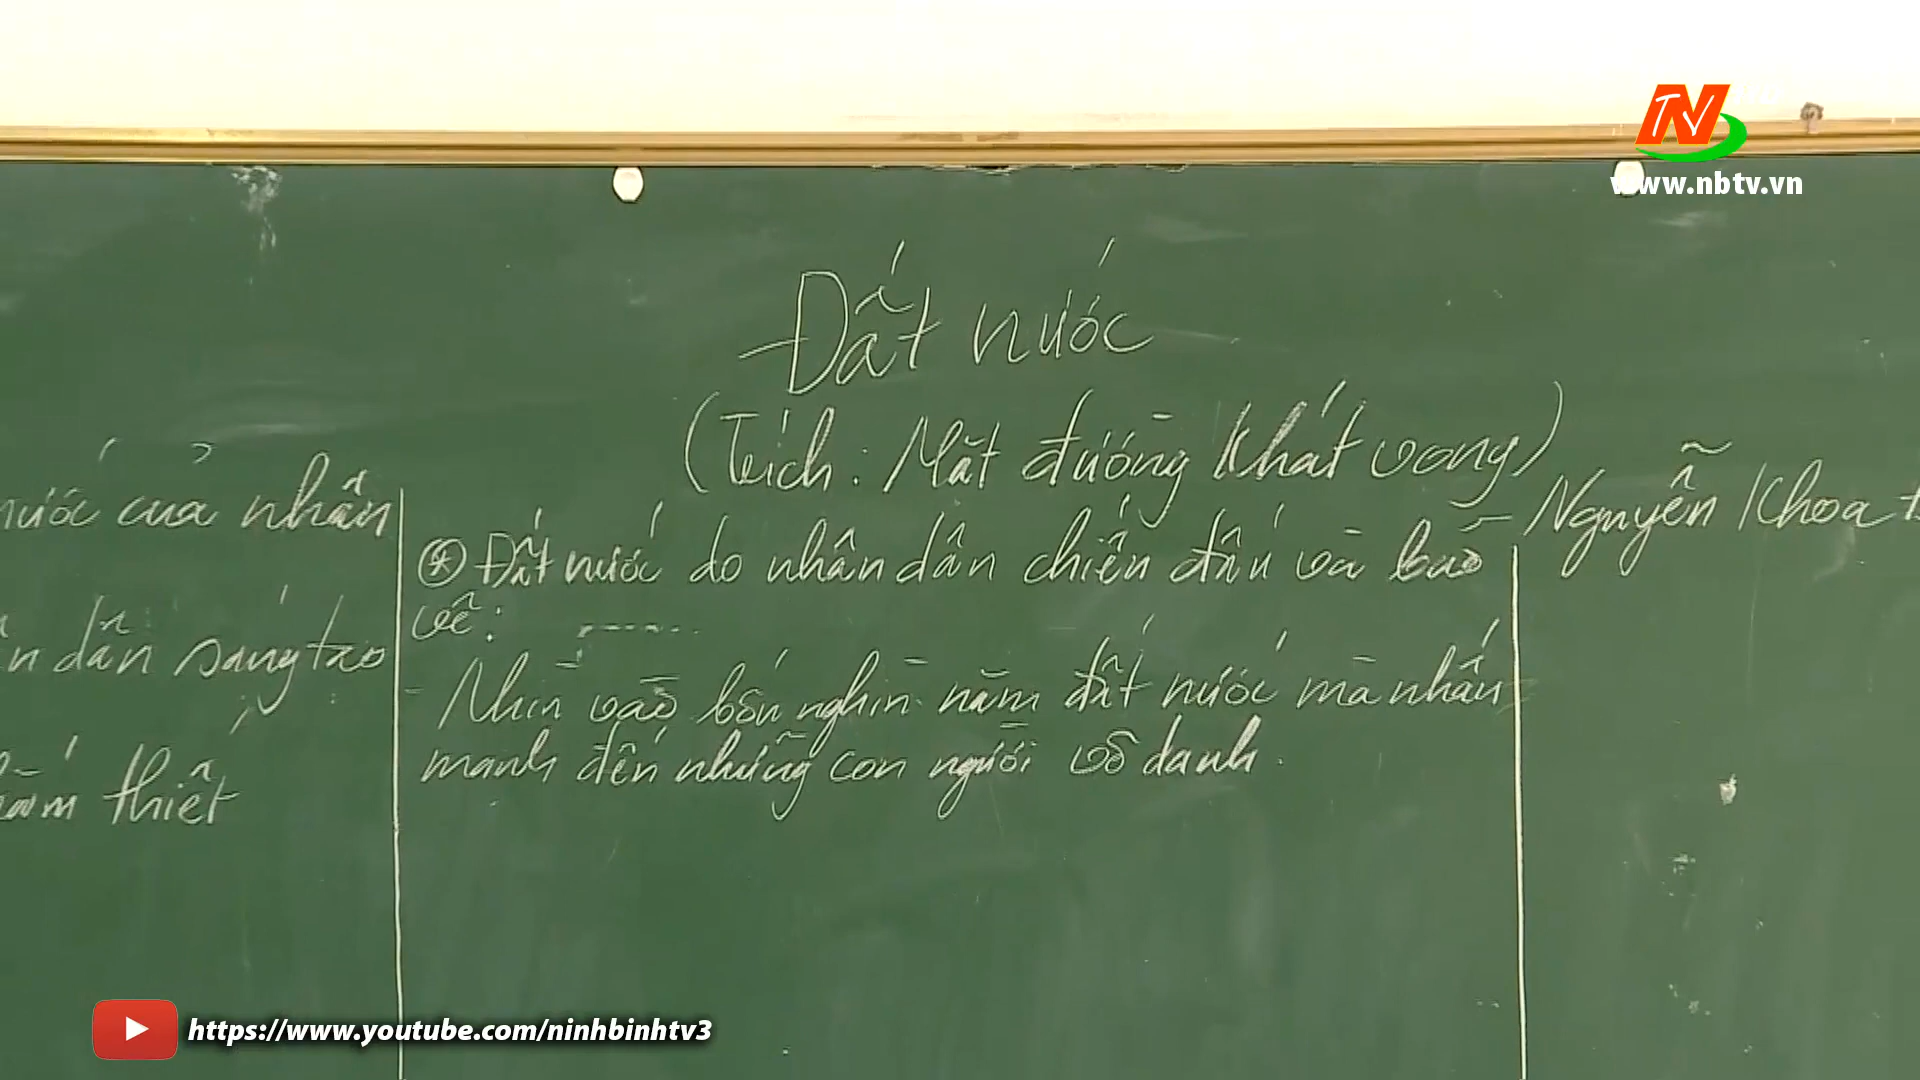 TV
www.nbtv.vn
Đất nước
(Trích: Mặt đường Khát vọng)
- Nguyễn Khoa
nước của nhân
dân sáng tạo
thiết
* Đất nước do nhân dân chiến đấu và bảo
vệ:
- Nhìn vào bốn nghìn năm đất nước mà nhấn
mạnh đến những con người vô danh.
https://www.youtube.com/ninhbinhtv3